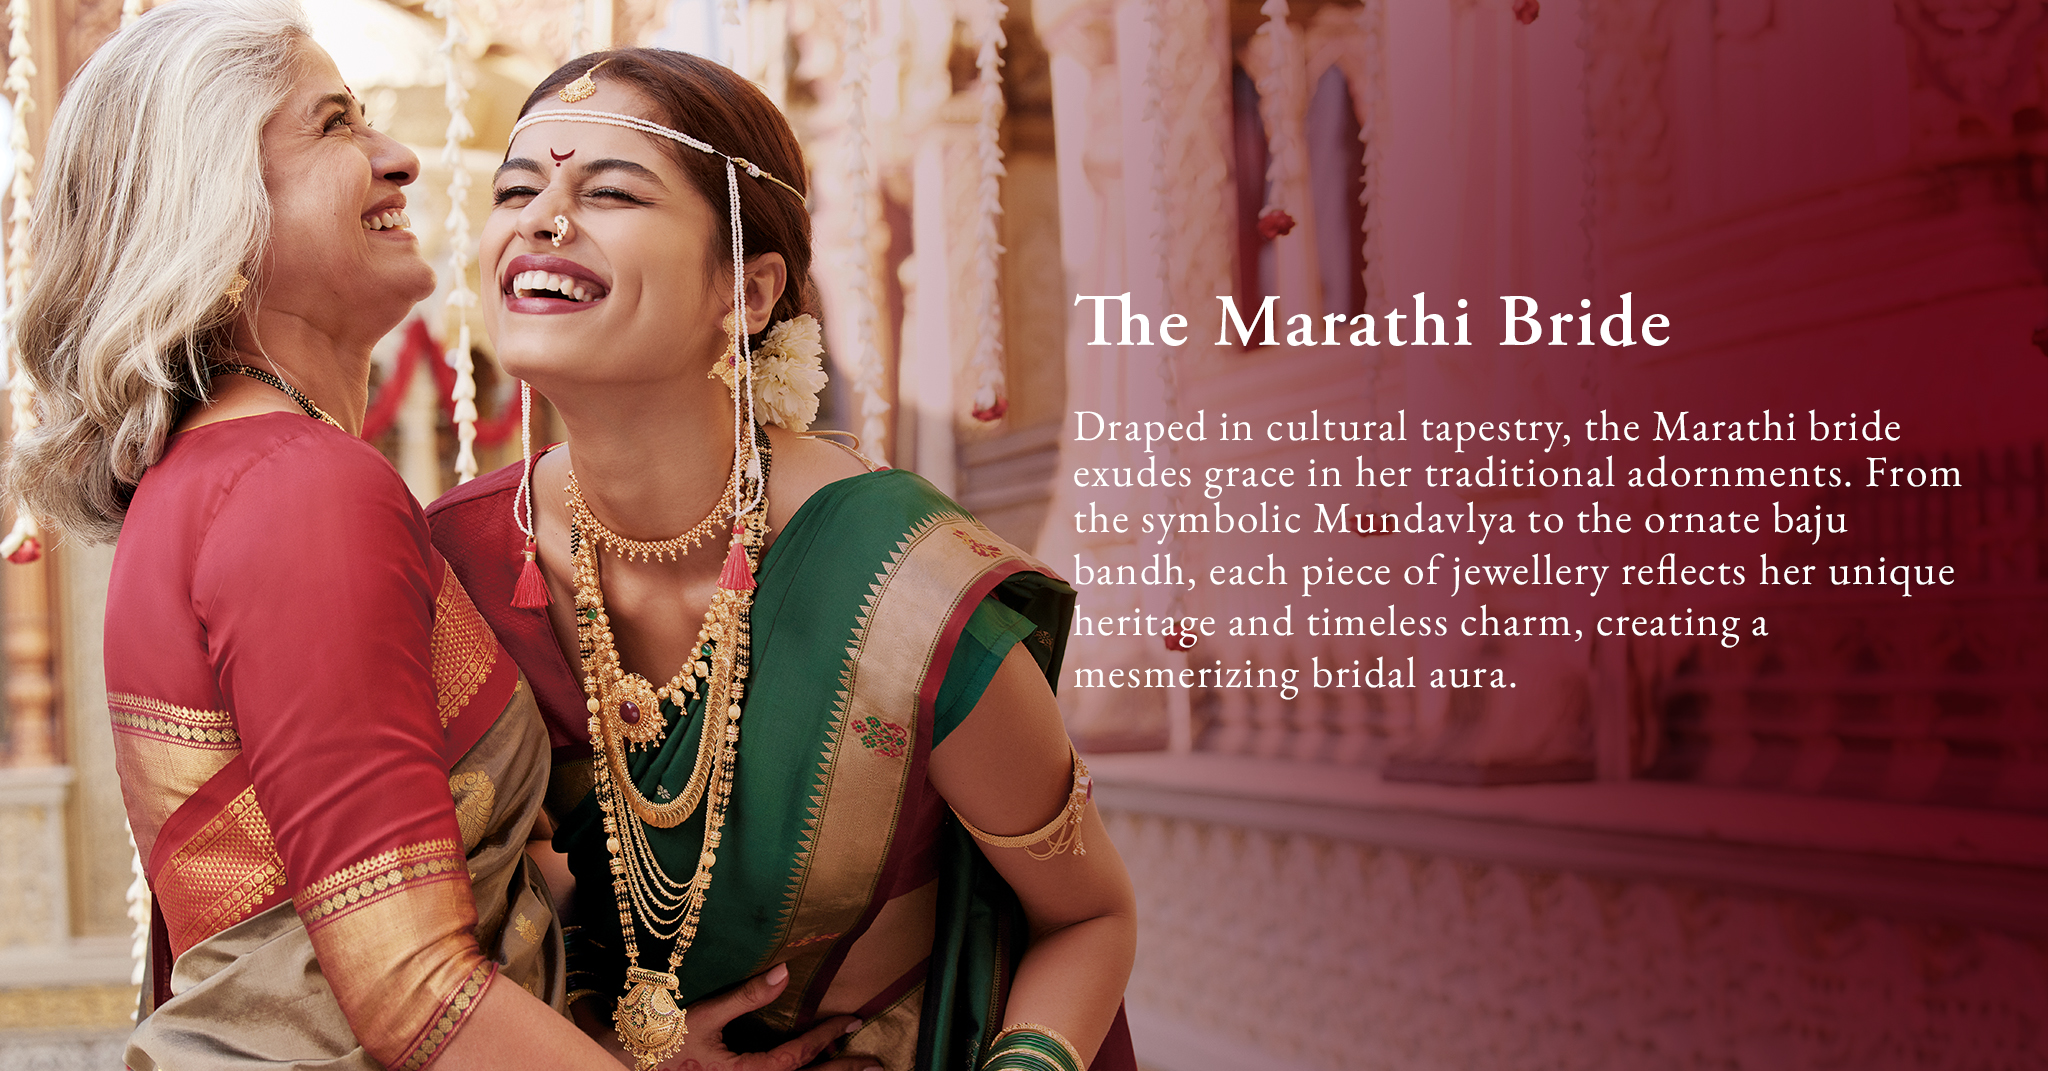 The Marathi Bride
Draped in cultural tapestry, the Marathi bride
exudes grace in her traditional adornments. From
the symbolic Mundavlya to the ornate baju
bandh, each piece of jewellery reflects her unique
heritage and timeless charm, creating a
mesmerizing bridal aura.